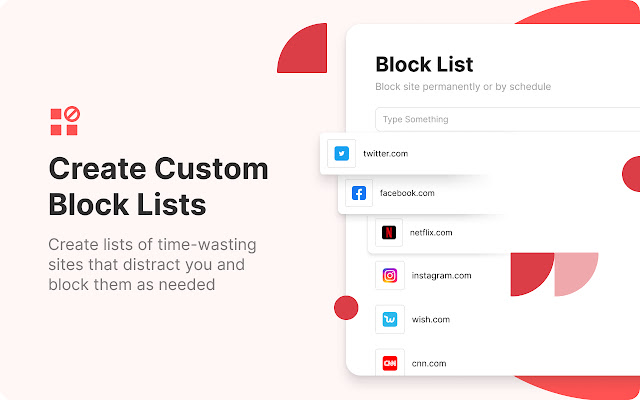 Create Custom
Block Lists
Create lists of time-wasting
sites that distract you and
block them as needed
Block List
Block site permanently or by schedule
Type Something
twitter.com
facebook.com
netflix.com
instagram.com
wish.com
CNN cnn.com